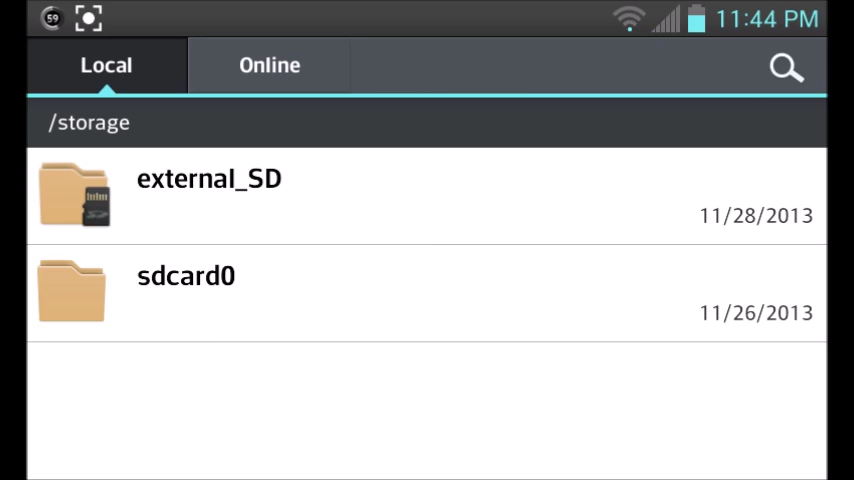 59
11:44 PM
Local
Online
/storage
external_SD
11/28/2013
sdcard0
11/26/2013